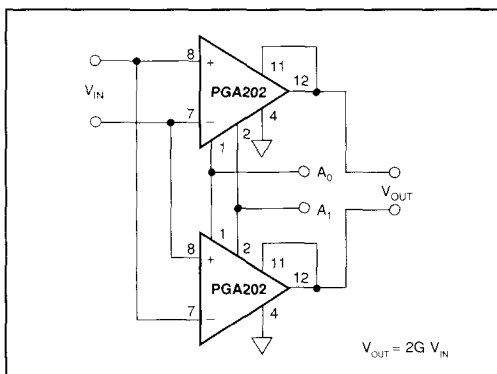 8
+
11
12
PGA202
V_IN
7
−
4
1
2
A₀
V_OUT
A₁
1
2
8
+
11
12
PGA202
7
−
4
V_OUT = 2G V_IN